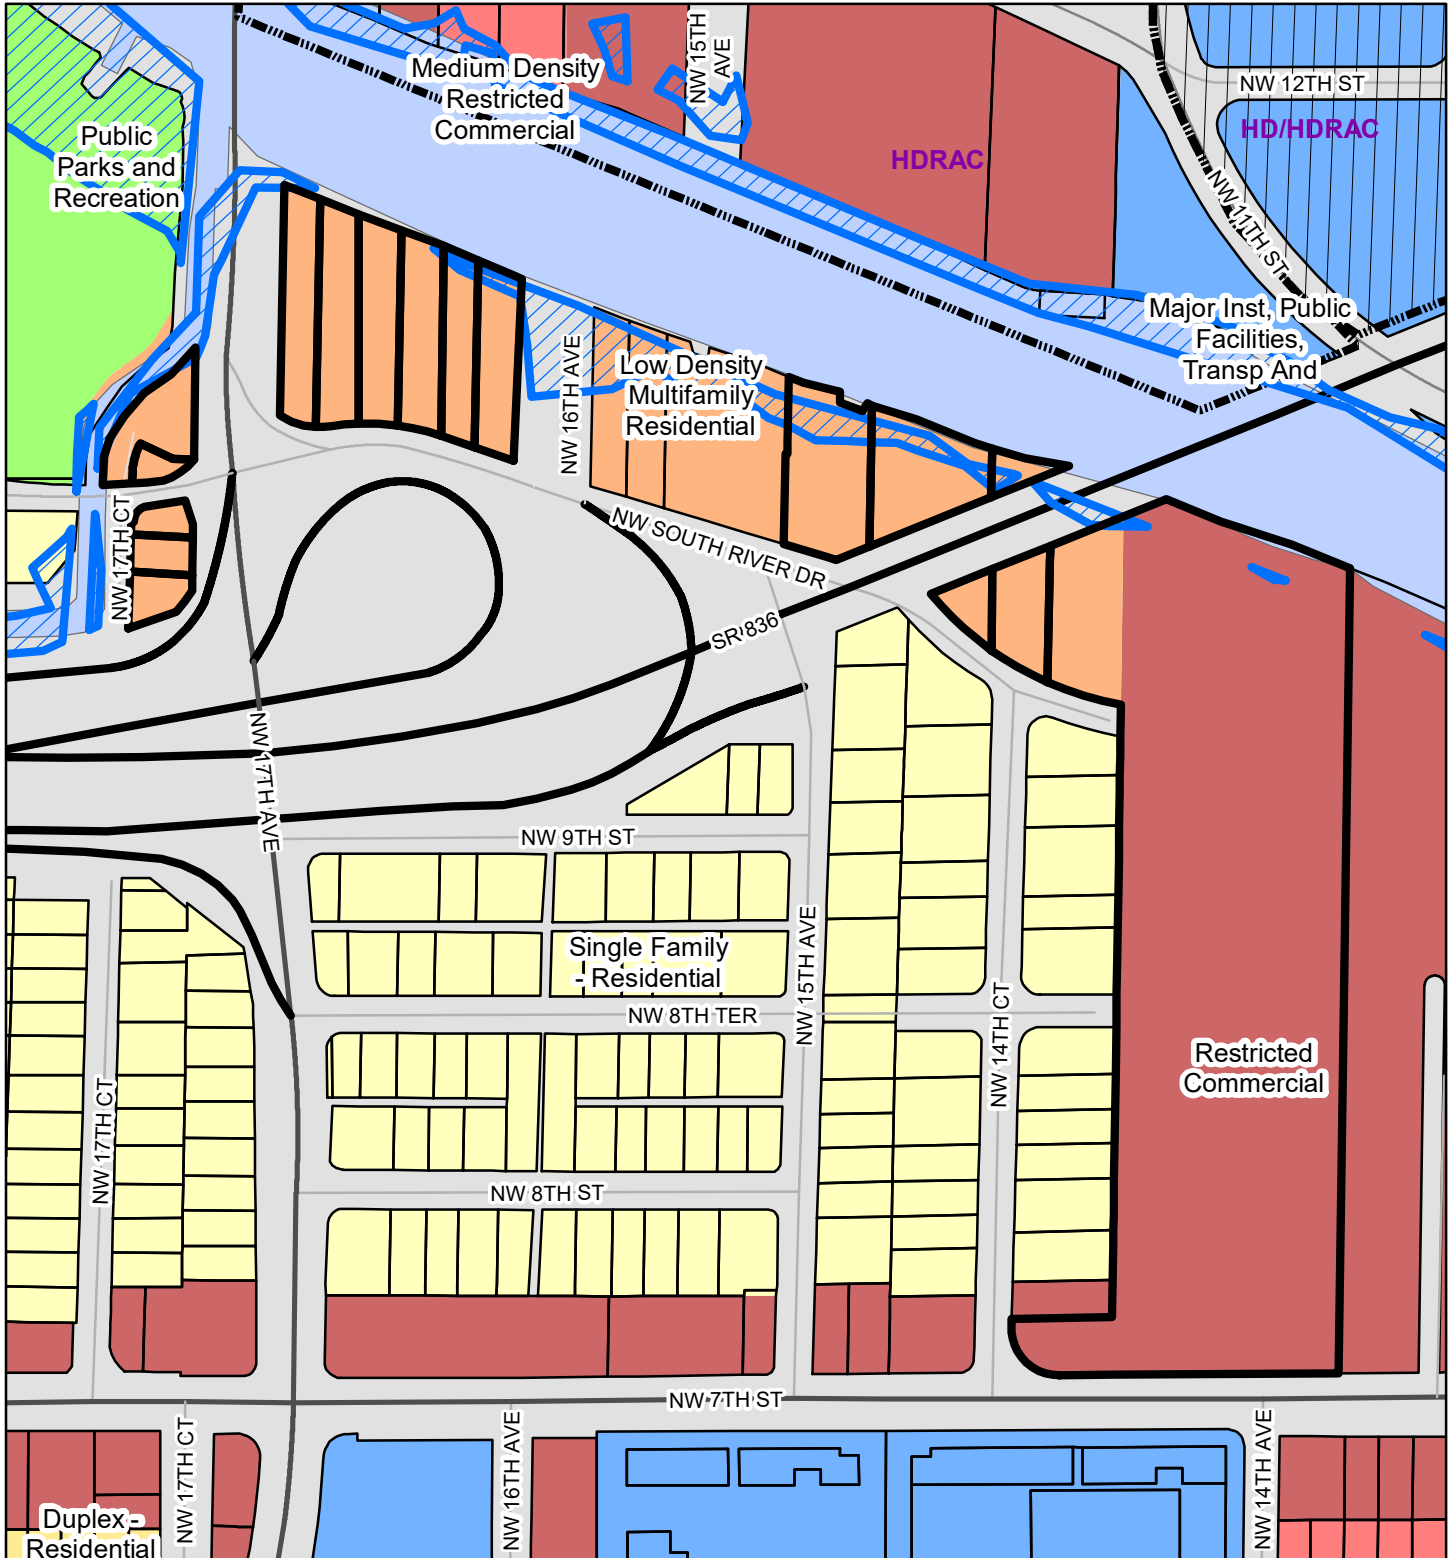 NW 15TH
AVE
Medium Density
Restricted
Commercial
NW 12TH ST
HD/HDRAC
Public
Parks and
Recreation
HDRAC
NW 11TH ST
Major Inst, Public
Facilities,
Transp And
NW 16TH AVE
Low Density
Multifamily
Residential
NW 17TH CT
NW SOUTH RIVER DR
SR 836
NW 17TH AVE
NW 9TH ST
Single Family
- Residential
NW 15TH AVE
NW 8TH TER
NW 14TH CT
Restricted
Commercial
NW 17TH CT
NW 8TH ST
NW 7TH ST
NW 17TH CT
NW 16TH AVE
NW 14TH AVE
Duplex -
Residential